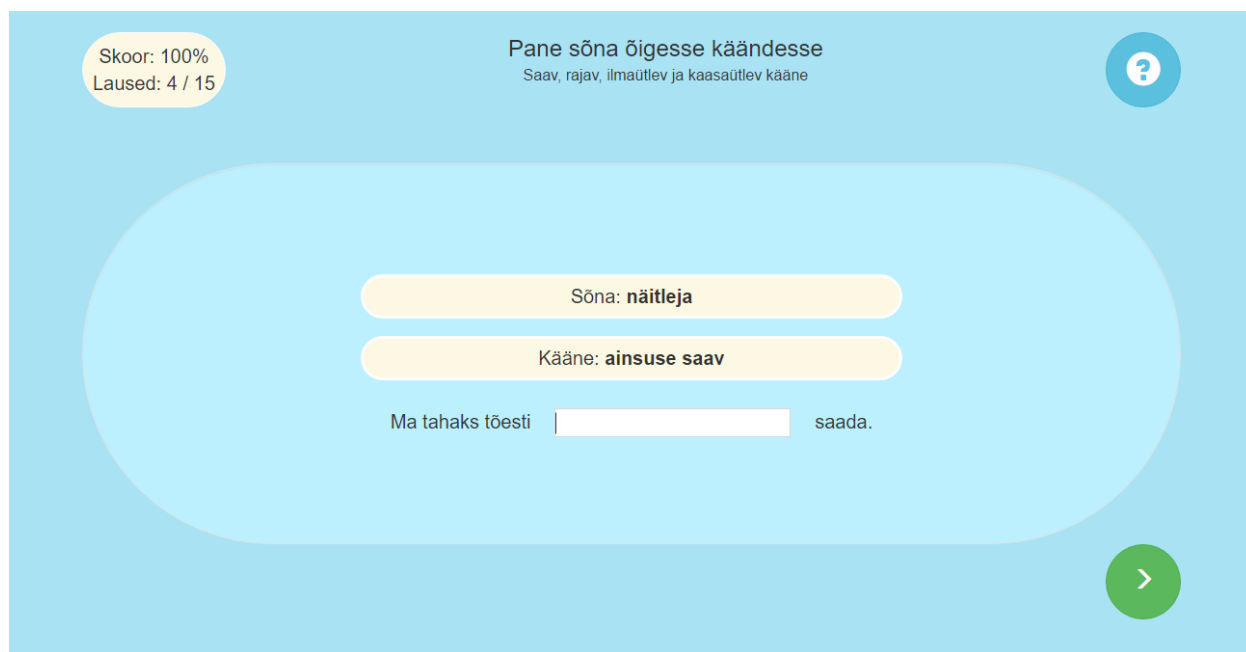 Skoor: 100%
Laused: 4 / 15
Pane sõna õigesse käändesse
Saav, rajav, ilmaütlev ja kaasaütlev kääne
?
Sõna: näitleja
Kääne: ainsuse saav
Ma tahaks tõesti saada.